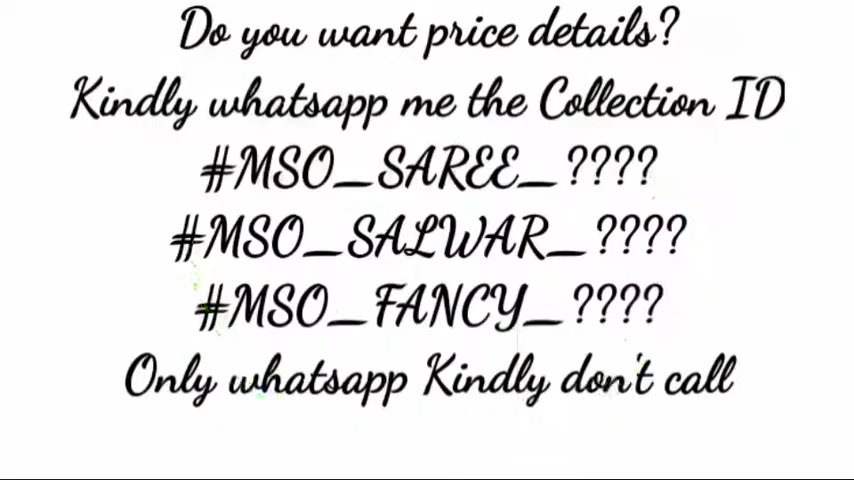 Do you want price details?
Kindly whatsapp me the Collection ID
#MSO_SAREE_????
#MSO_SALWAR_????
#MSO_FANCY_????
Only whatsapp Kindly don't call